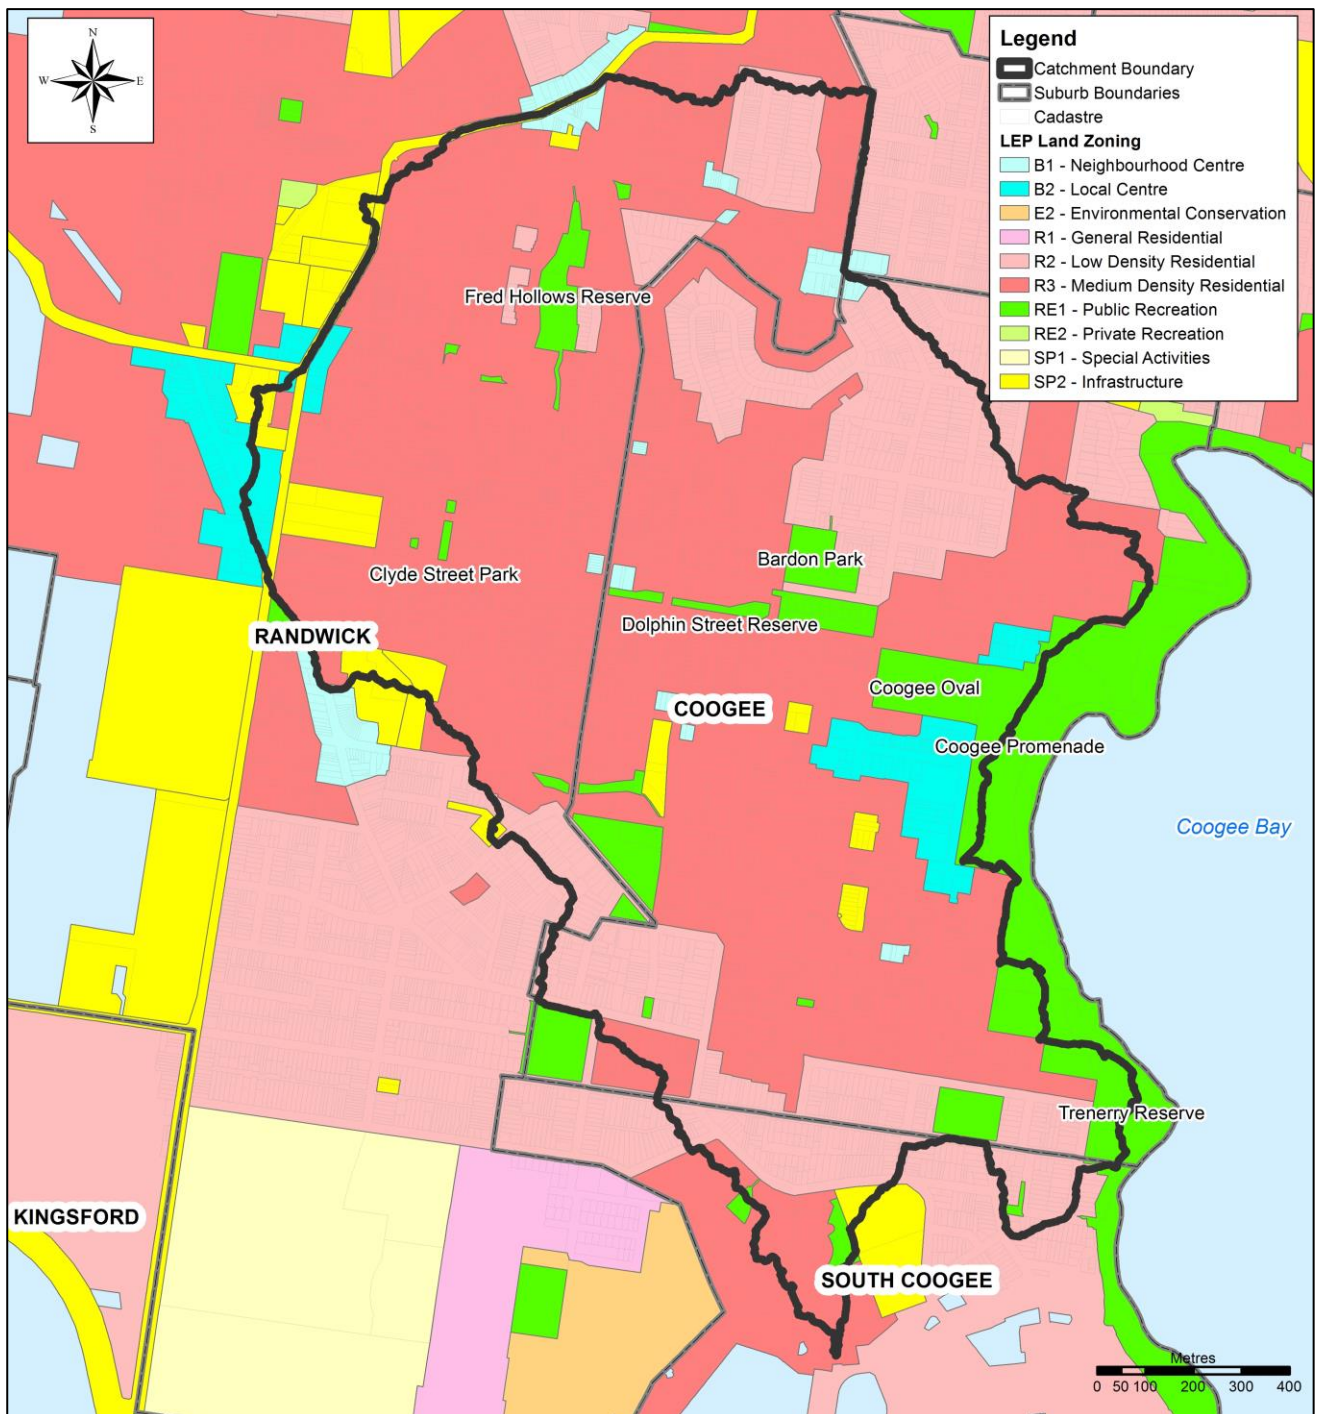 N
W
E
S
Legend
Catchment Boundary
Suburb Boundaries
Cadastre
LEP Land Zoning
B1 - Neighbourhood Centre
B2 - Local Centre
E2 - Environmental Conservation
R1 - General Residential
R2 - Low Density Residential
R3 - Medium Density Residential
RE1 - Public Recreation
RE2 - Private Recreation
SP1 - Special Activities
SP2 - Infrastructure
Fred Hollows Reserve
Bardon Park
Clyde Street Park
Dolphin Street Reserve
RANDWICK
Coogee Oval
COOGEE
Coogee Promenade
Coogee Bay
Trenerry Reserve
KINGSFORD
SOUTH COOGEE
Metres
0 50 100 200 300 400